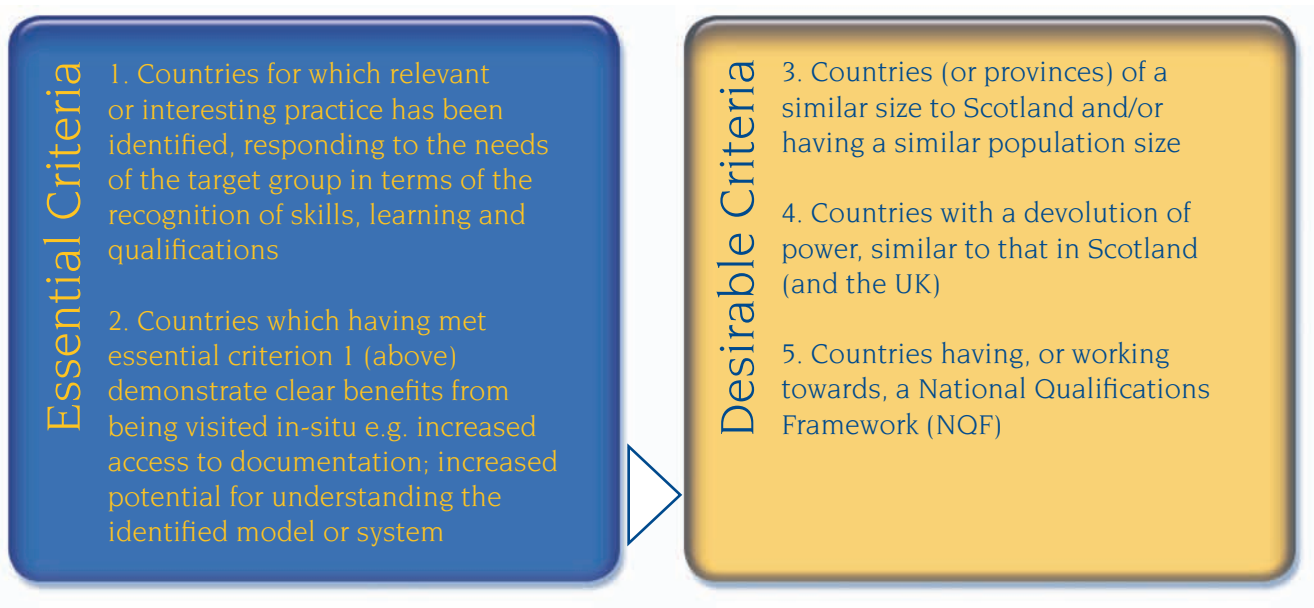 Essential Criteria
1. Countries for which relevant
or interesting practice has been
identified, responding to the needs
of the target group in terms of the
recognition of skills, learning and
qualifications
2. Countries which having met
essential criterion 1 (above)
demonstrate clear benefits from
being visited in-situ e.g. increased
access to documentation; increased
potential for understanding the
identified model or system
Desirable Criteria
3. Countries (or provinces) of a
similar size to Scotland and/or
having a similar population size
4. Countries with a devolution of
power, similar to that in Scotland
(and the UK)
5. Countries having, or working
towards, a National Qualifications
Framework (NQF)